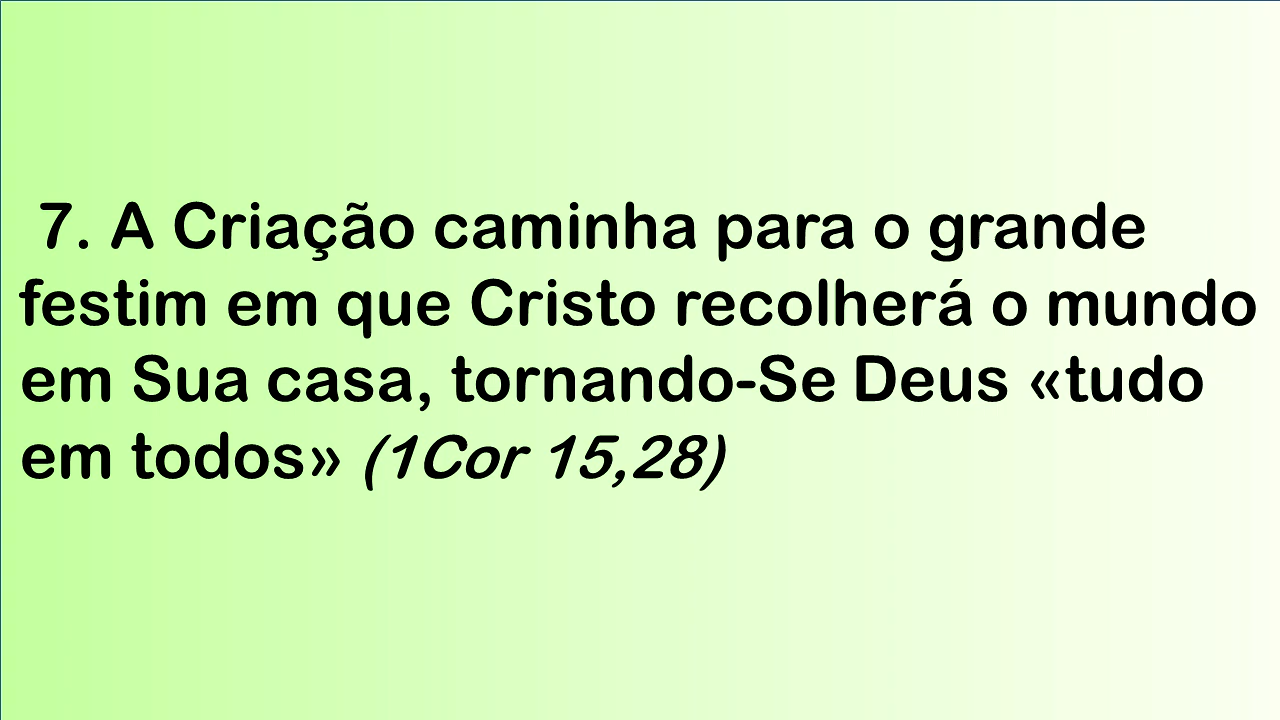 7. A Criação caminha para o grande
festim em que Cristo recolherá o mundo
em Sua casa, tornando-Se Deus «tudo
em todos» (1Cor 15,28)